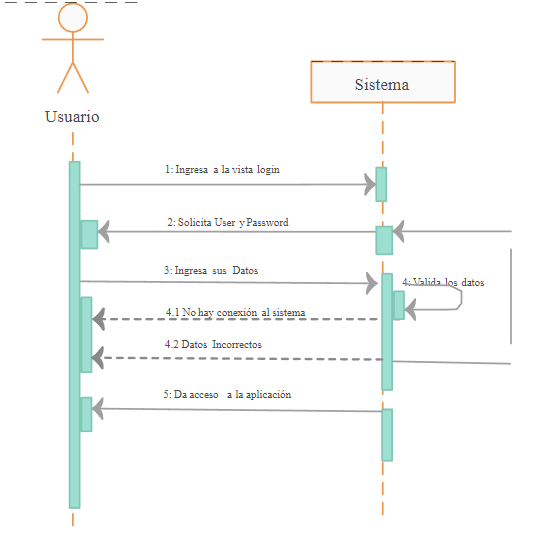 Usuario
Sistema
1: Ingresa a la vista login
2: Solicita User y Password
3: Ingresa sus Datos
4: Valida los datos
4.1 No hay conexión al sistema
4.2 Datos Incorrectos
5: Da acceso a la aplicación